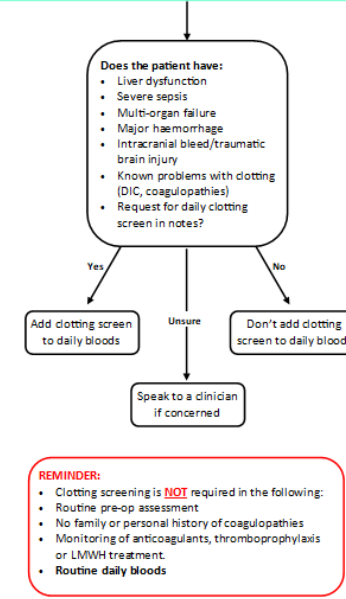 Does the patient have:
• Liver dysfunction
• Severe sepsis
• Multi-organ failure
• Major haemorrhage
• Intracranial bleed/traumatic
brain injury
• Known problems with clotting
(DIC, coagulopathies)
• Request for daily clotting
screen in notes?
Yes
Unsure
No
Add clotting screen
to daily bloods
Don't add clotting
screen to daily blood
Speak to a clinician
if concerned
REMINDER:
• Clotting screening is NOT required in the following:
• Routine pre-op assessment
• No family or personal history of coagulopathies
• Monitoring of anticoagulants, thromboprophylaxis
or LMWH treatment.
• Routine daily bloods